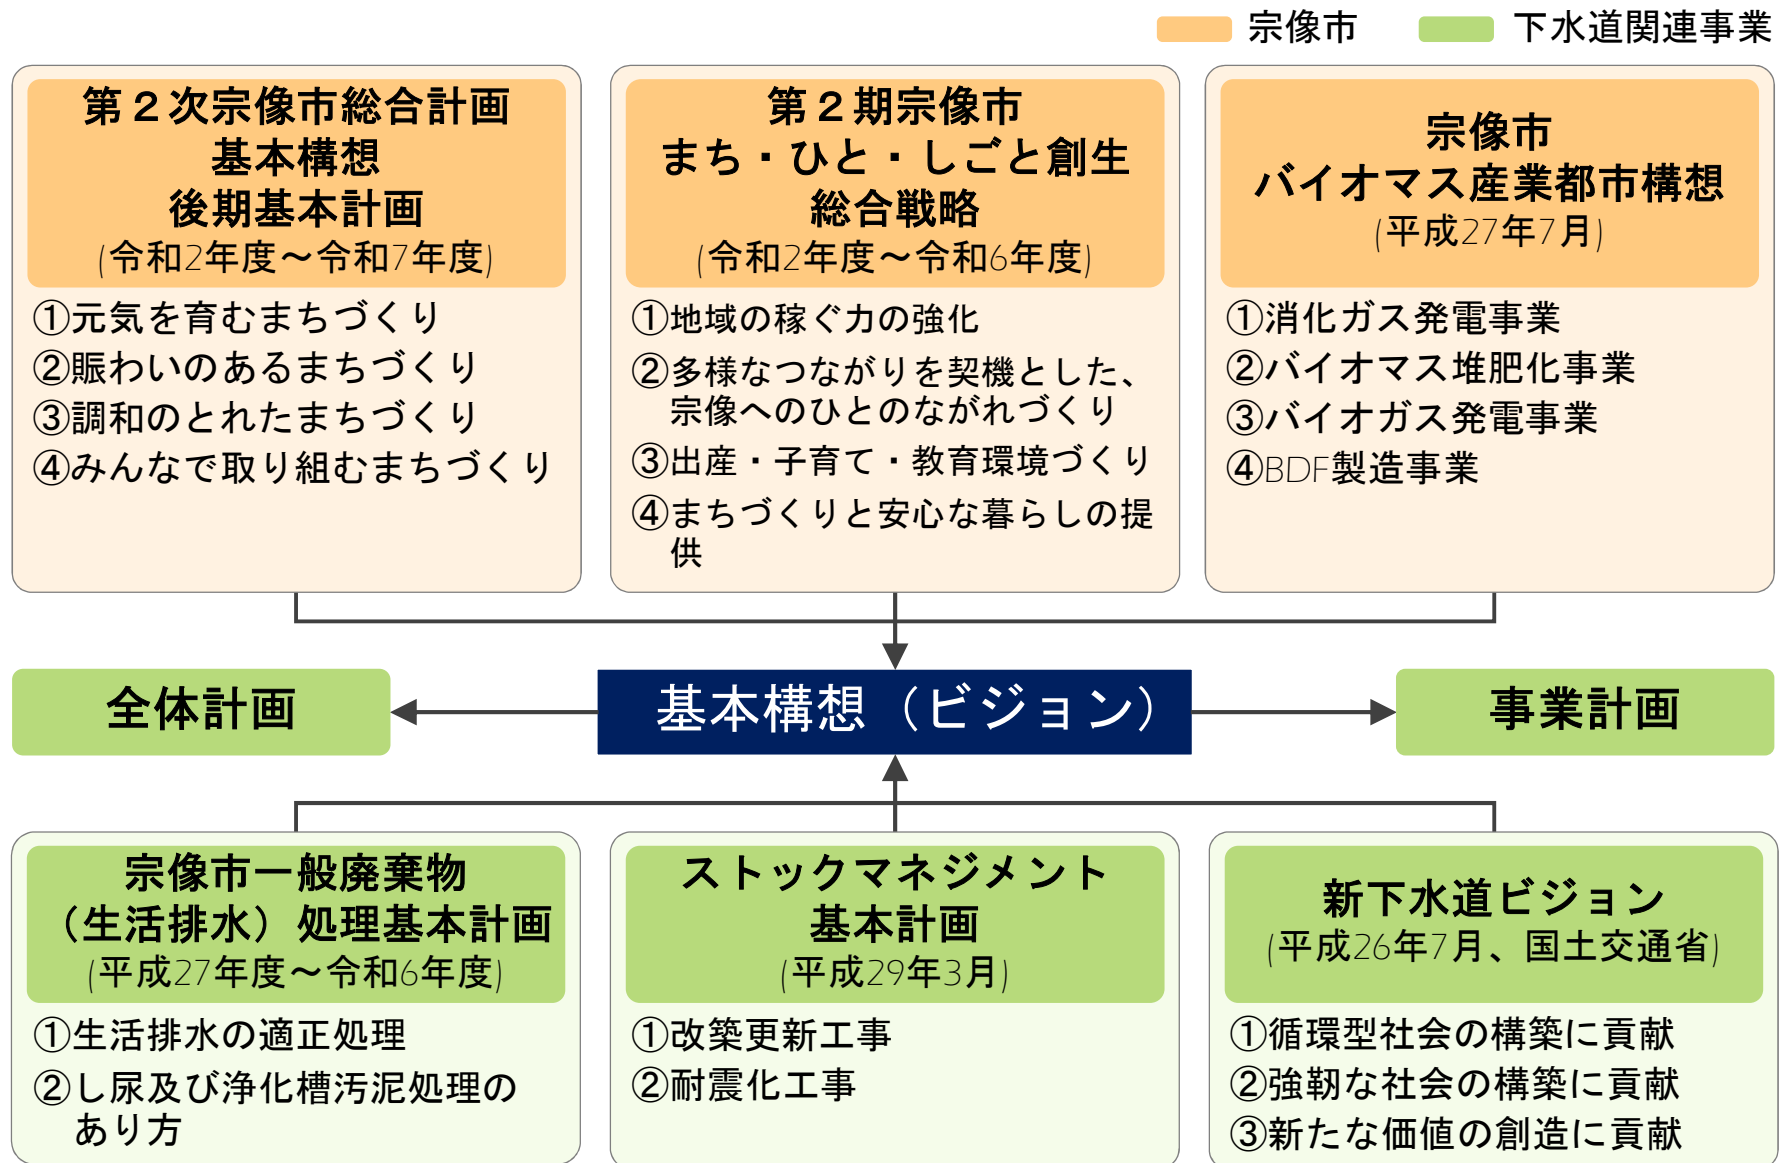 宗像市
下水道関連事業
第２次宗像市総合計画
基本構想
後期基本計画
(令和2年度～令和7年度)
①元気を育むまちづくり
②賑わいのあるまちづくり
③調和のとれたまちづくり
④みんなで取り組むまちづくり
第２期宗像市
まち・ひと・しごと創生
総合戦略
(令和2年度～令和6年度)
①地域の稼ぐ力の強化
②多様なつながりを契機とした、
宗像へのひとのながれづくり
③出産・子育て・教育環境づくり
④まちづくりと安心な暮らしの提
供
宗像市
バイオマス産業都市構想
(平成27年7月)
①消化ガス発電事業
②バイオマス堆肥化事業
③バイオガス発電事業
④BDF製造事業
全体計画
基本構想（ビジョン）
事業計画
宗像市一般廃棄物
（生活排水）処理基本計画
(平成27年度～令和6年度)
①生活排水の適正処理
②し尿及び浄化槽汚泥処理の
あり方
ストックマネジメント
基本計画
(平成29年3月)
①改築更新工事
②耐震化工事
新下水道ビジョン
(平成26年7月、国土交通省)
①循環型社会の構築に貢献
②強靭な社会の構築に貢献
③新たな価値の創造に貢献